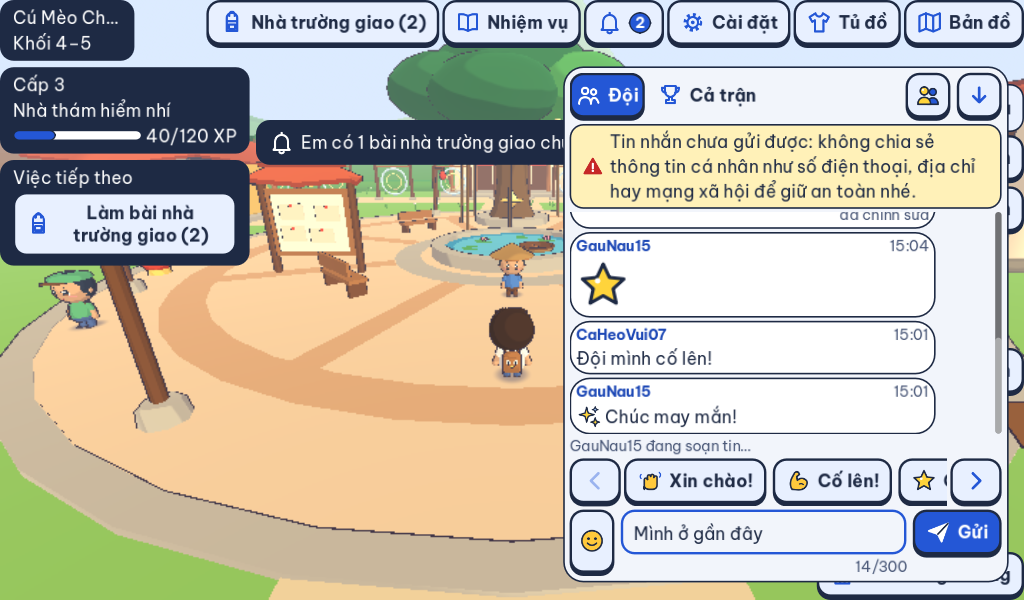 Cú Mèo Ch...
Khối 4–5
Nhà trường giao (2)
Nhiệm vụ
2
Cài đặt
Tủ đồ
Bản đồ
Cấp 3
Nhà thám hiểm nhí
40/120 XP
Em có 1 bài nhà trường giao
Việc tiếp theo
Làm bài nhà
trường giao (2)
Đội
Cả trận
Tin nhắn chưa gửi được: không chia sẻ
thông tin cá nhân như số điện thoại, địa chỉ
hay mạng xã hội để giữ an toàn nhé.
đã chỉnh sửa
GauNau15
15:04
CaHeoVui07
15:01
Đội mình cố lên!
GauNau15
15:01
Chúc may mắn!
GauNau15 đang soạn tin...
Xin chào!
Cố lên!
Mình ở gần đây
Gửi
14/300